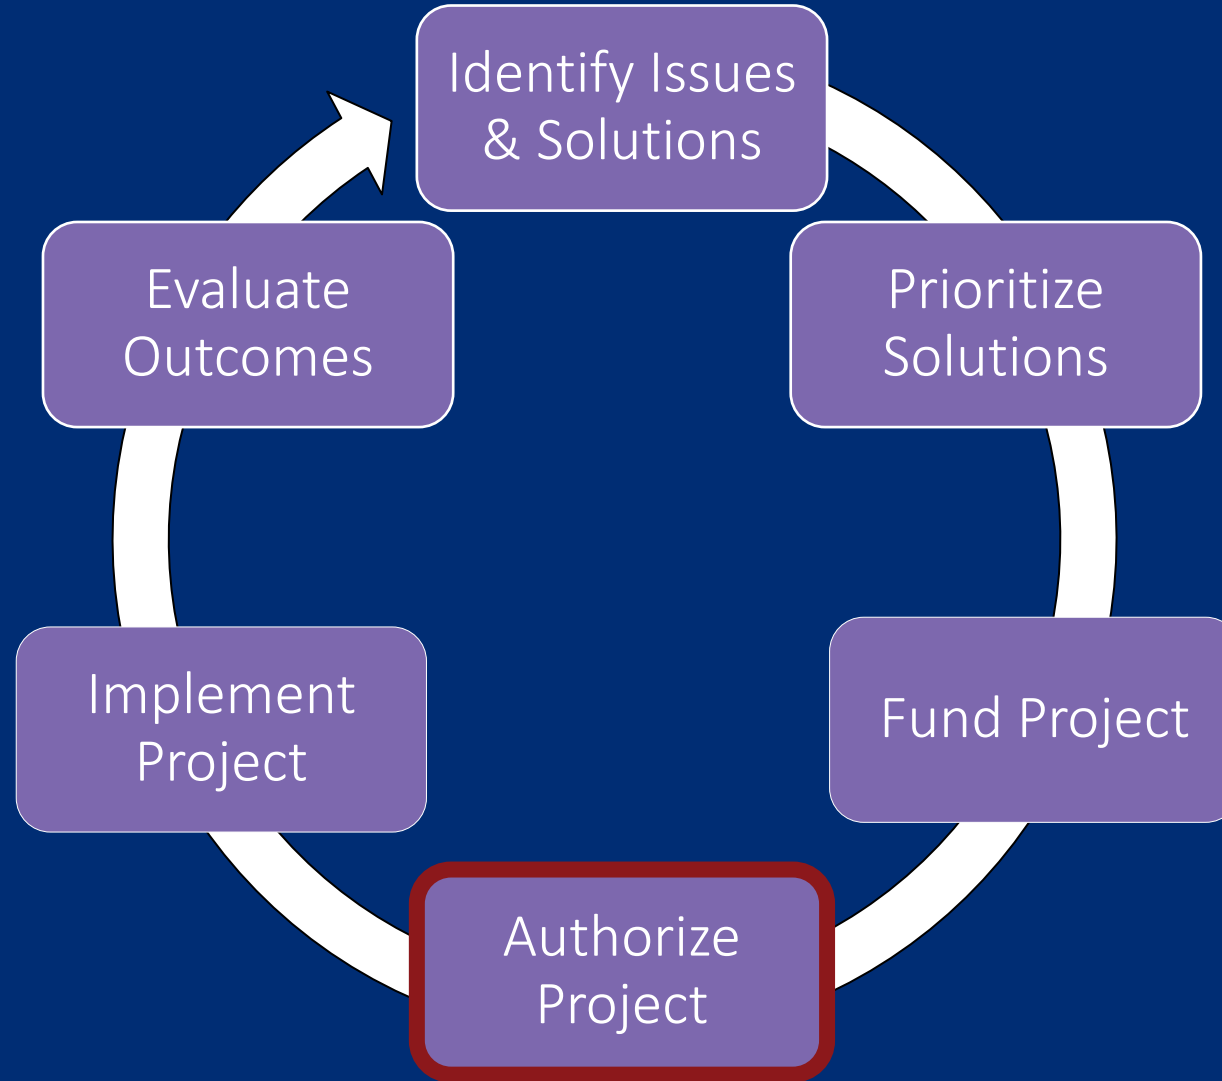 Identify Issues
& Solutions
Prioritize
Solutions
Fund Project
Authorize
Project
Implement
Project
Evaluate
Outcomes